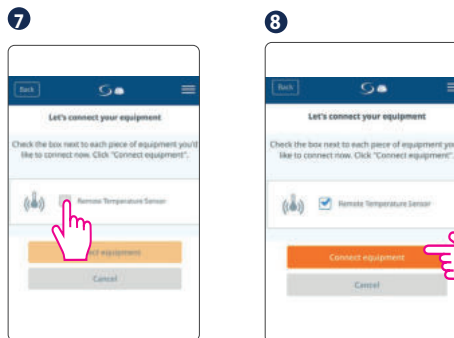 7
Back
Let's connect your equipment
Check the box next to each piece of equipment you'd
like to connect now. Click "Connect equipment".
Remote Temperature Sensor
equipment
Cancel
8
Back
Let's connect your equipment
Check the box next to each piece of equipment
like to connect now. Click "Connect equipment".
Remote Temperature Sensor
Connect equipment
Cancel